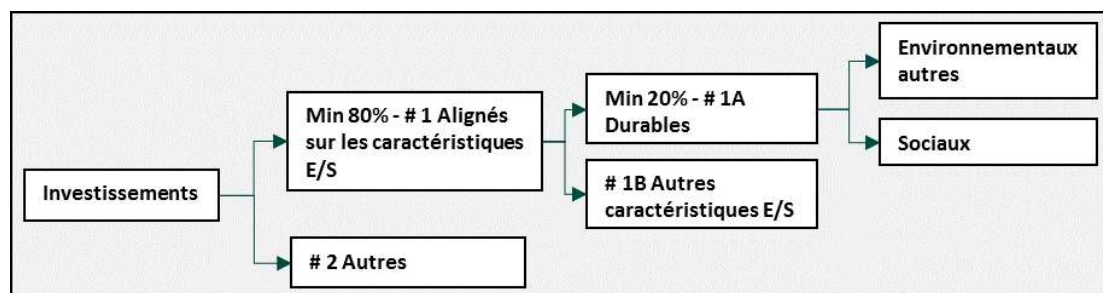 Investissements
Min 80% - # 1 Alignés
sur les caractéristiques
E/S
# 2 Autres
Min 20% - # 1A
Durables
# 1B Autres
caractéristiques E/S
Environnementaux
autres
Sociaux